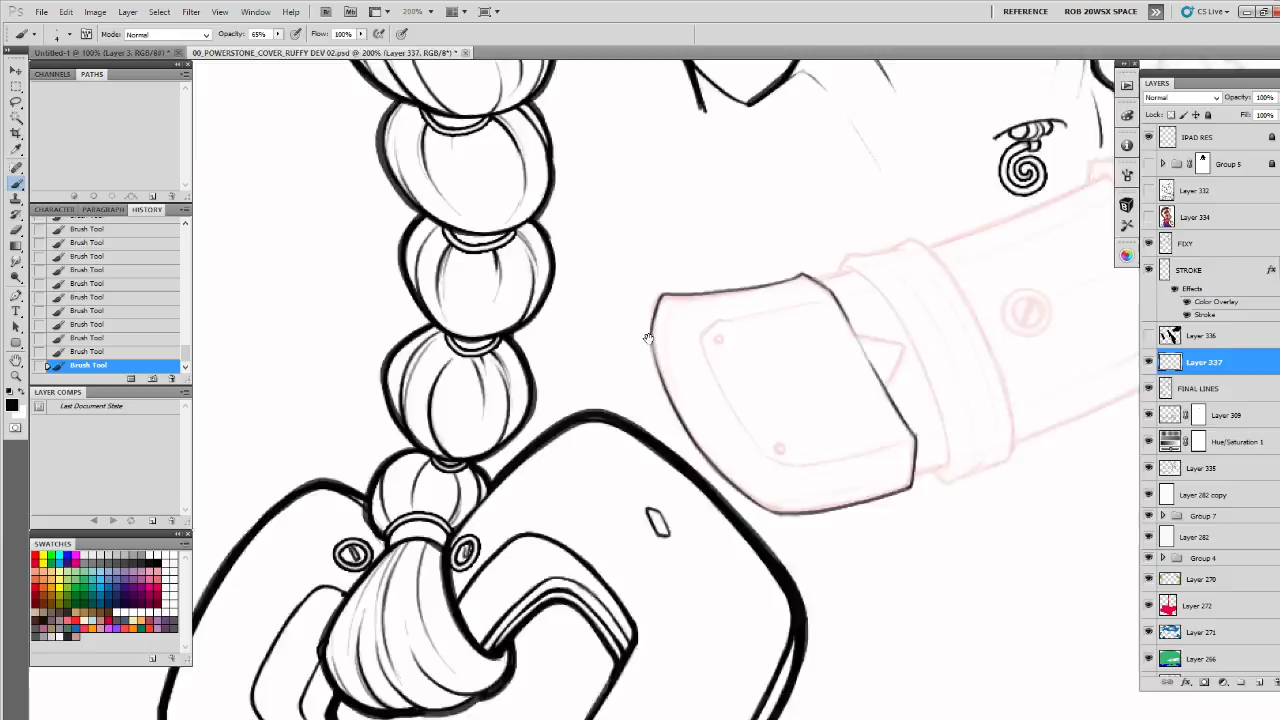 Ps File Edit Image Layer Select Filter View Window Help Br Mb 200% REFERENCE ROB 20WSX SPACE CS Live
Mode: Normal Opacity: 65% Flow: 100%
Untitled-1 @ 100% (Layer 3, RGB/8#) * 00_POWERSTONE_COVER_RUFFY DEV 02.psd @ 200% (Layer 337, RGB/8*) *
CHANNELS PATHS
CHARACTER PARAGRAPH HISTORY
Brush Tool
Brush Tool
Brush Tool
Brush Tool
Brush Tool
Brush Tool
Brush Tool
Brush Tool
Brush Tool
Brush Tool
Brush Tool
LAYER COMPS
Last Document State
SWATCHES
LAYERS
Normal Opacity: 100%
Lock: Fill: 100%
IPAD RES
Group 5
Layer 332
Layer 334
FIXY
STROKE fx
Effects
Color Overlay
Stroke
Layer 336
Layer 337
FINAL LINES
Layer 309
Hue/Saturation 1
Layer 335
Layer 282 copy
Group 7
Layer 282
Group 4
Layer 270
Layer 272
Layer 271
Layer 266